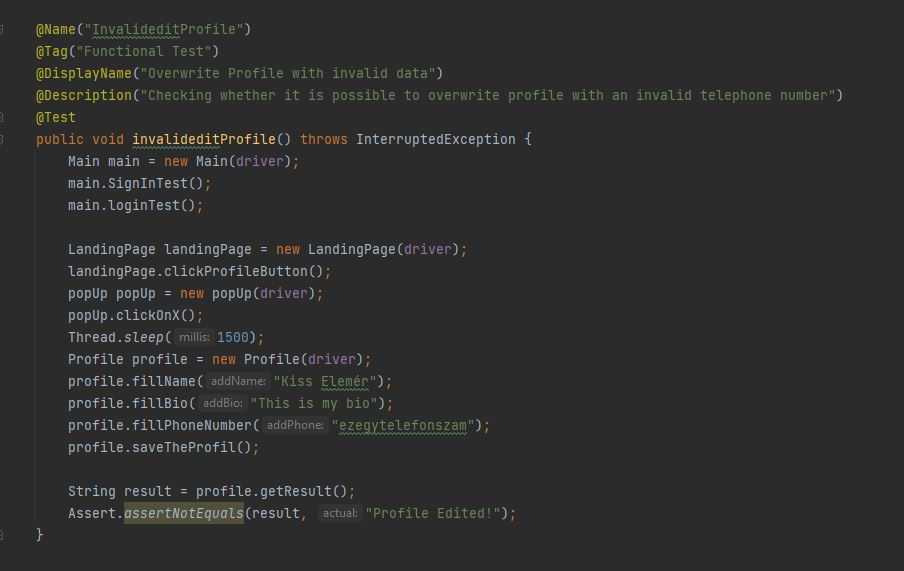 @Name("InvalideditProfile")
@Tag("Functional Test")
@DisplayName("Overwrite Profile with invalid data")
@Description("Checking whether it is possible to overwrite profile with an invalid telephone number")
@Test
public void invalideditProfile() throws InterruptedException {
    Main main = new Main(driver);
    main.SignInTest();
    main.loginTest();

    LandingPage landingPage = new LandingPage(driver);
    landingPage.clickProfileButton();
    popUp popUp = new popUp(driver);
    popUp.clickOnX();
    Thread.sleep( millis: 1500);
    Profile profile = new Profile(driver);
    profile.fillName( addName: "Kiss Elemér");
    profile.fillBio( addBio: "This is my bio");
    profile.fillPhoneNumber( addPhone: "ezegytelefonszam");
    profile.saveTheProfil();

    String result = profile.getResult();
    Assert.assertNotEquals(result, actual: "Profile Edited!");
}